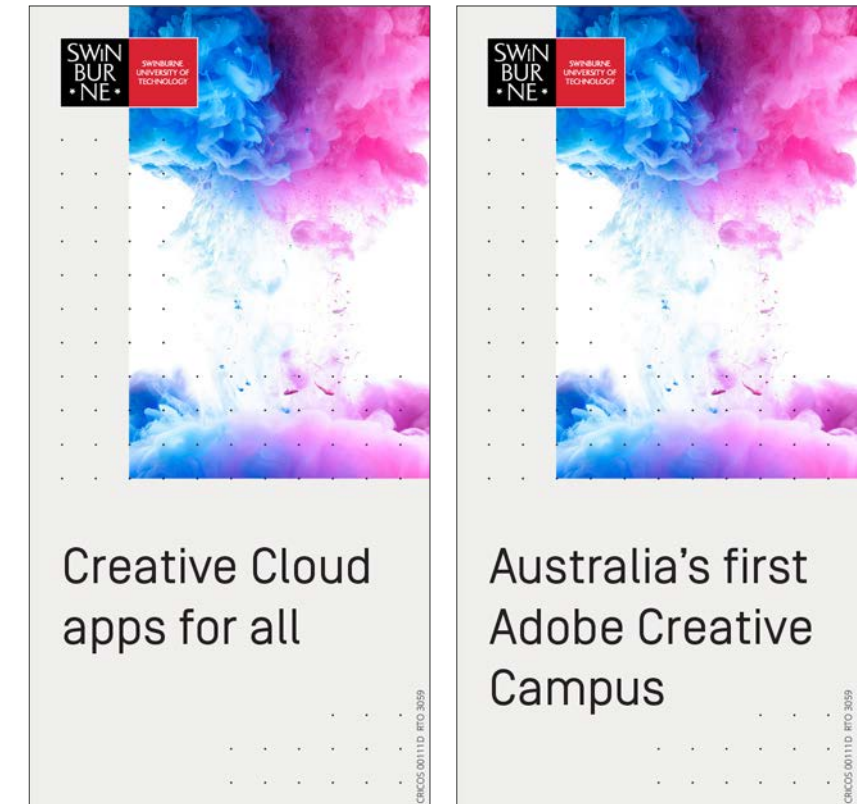 SWiN
BUR
* NE *
SWINBURNE
UNIVERSITY OF
TECHNOLOGY
Creative Cloud
apps for all
CRICOS 00111D RTO 3059
SWiN
BUR
* NE *
SWINBURNE
UNIVERSITY OF
TECHNOLOGY
Australia’s first
Adobe Creative
Campus
CRICOS 00111D RTO 3059